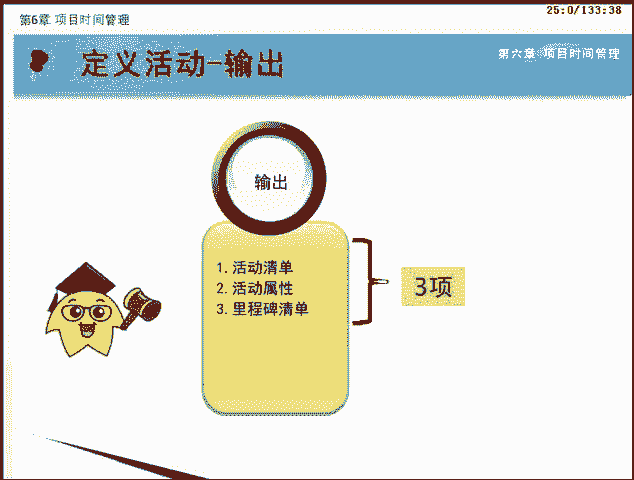 第6章 项目时间管理
25:0/133:38
定义活动-输出
第六章 项目时间管理
输出
1.活动清单
2.活动属性
3.里程碑清单
3项